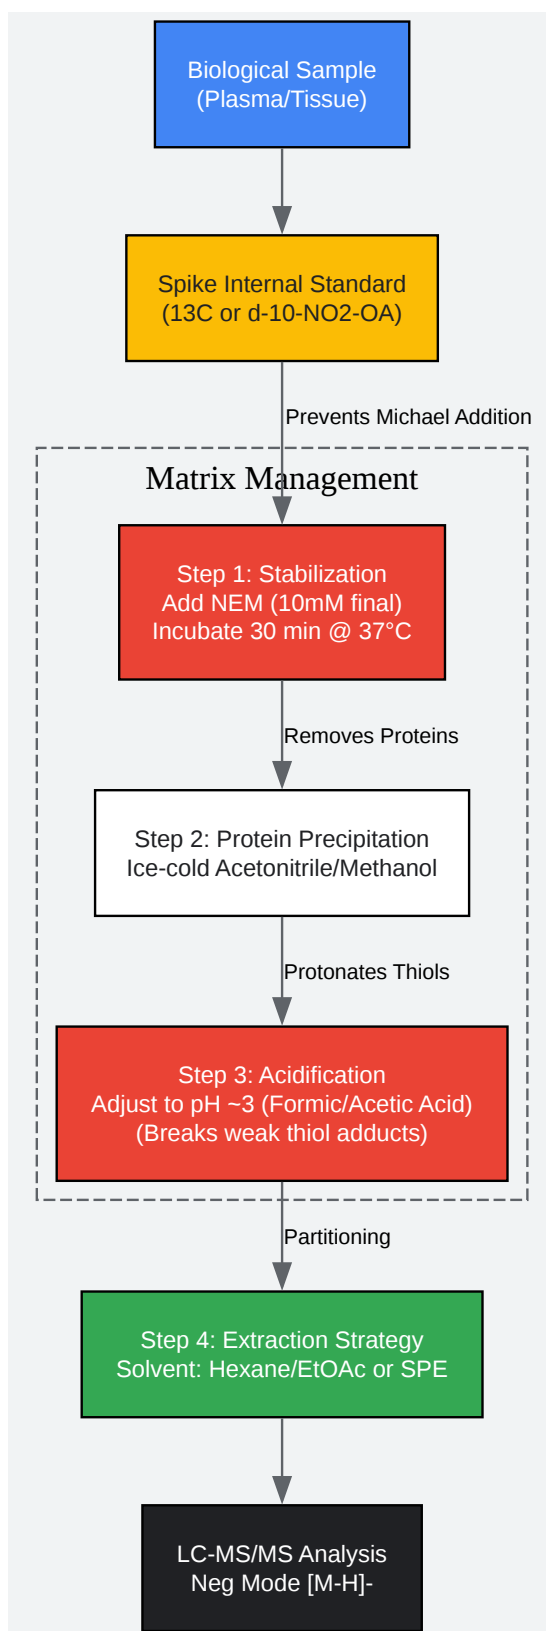 Biological Sample
(Plasma/Tissue)
Spike Internal Standard
(13C or d-10-NO2-OA)
Prevents Michael Addition
Matrix Management
Step 1: Stabilization
Add NEM (10mM final)
Incubate 30 min @ 37°C
Removes Proteins
Step 2: Protein Precipitation
Ice-cold Acetonitrile/Methanol
Protonates Thiols
Step 3: Acidification
Adjust to pH ~3 (Formic/Acetic Acid)
(Breaks weak thiol adducts)
Partitioning
Step 4: Extraction Strategy
Solvent: Hexane/EtOAc or SPE
LC-MS/MS Analysis
Neg Mode [M-H]-